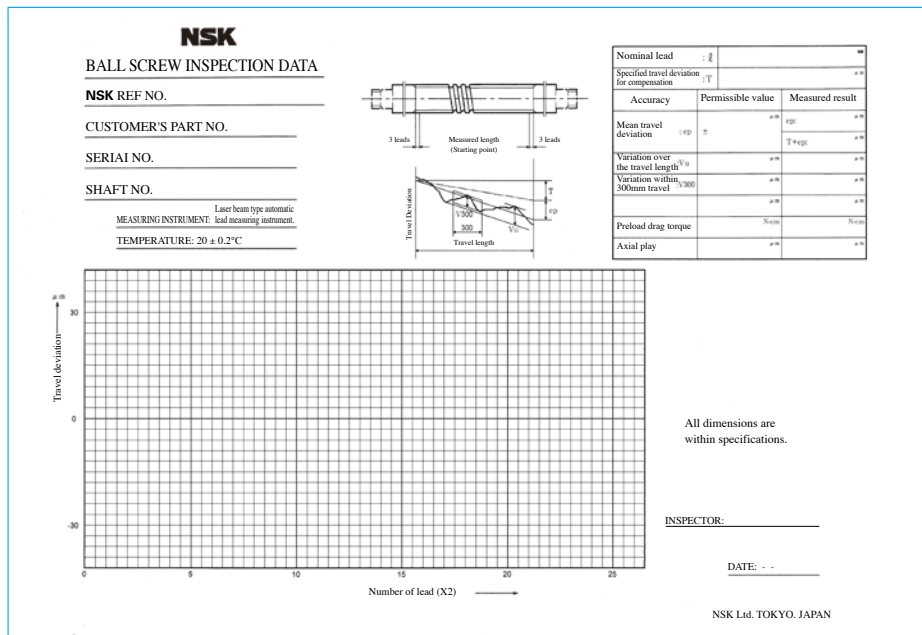 NSK
BALL SCREW INSPECTION DATA
NSK REF NO.
CUSTOMER'S PART NO.
SERIAI NO.
SHAFT NO.
MEASURING INSTRUMENT: Laser beam type automatic
lead measuring instrument.
TEMPERATURE: 20 ± 0.2°C
3 leads
Measured length
(Starting point)
3 leads
Travel Deviation
T
ep
V300
300
Vu
Travel length
Nominal lead : ℓ
Specified travel deviation
for compensation : T μm
Accuracy Permissible value Measured result
Mean travel
deviation : ep ± μm ep: μm
T+ep: μm
Variation over
the travel length :Vu μm μm
Variation within
300mm travel :V300 μm μm
μm μm
Preload drag torque N·cm N·cm
Axial play μm μm
μm
Travel deviation
30
0
-30
0 5 10 15 20 25
Number of lead (X2)
All dimensions are
within specifications.
INSPECTOR:
DATE: - -
NSK Ltd. TOKYO. JAPAN